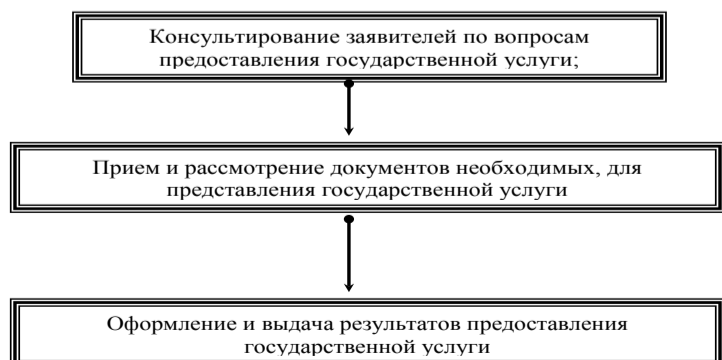 Консультирование заявителей по вопросам
предоставления государственной услуги;
Прием и рассмотрение документов необходимых, для
представления государственной услуги
Оформление и выдача результатов предоставления
государственной услуги